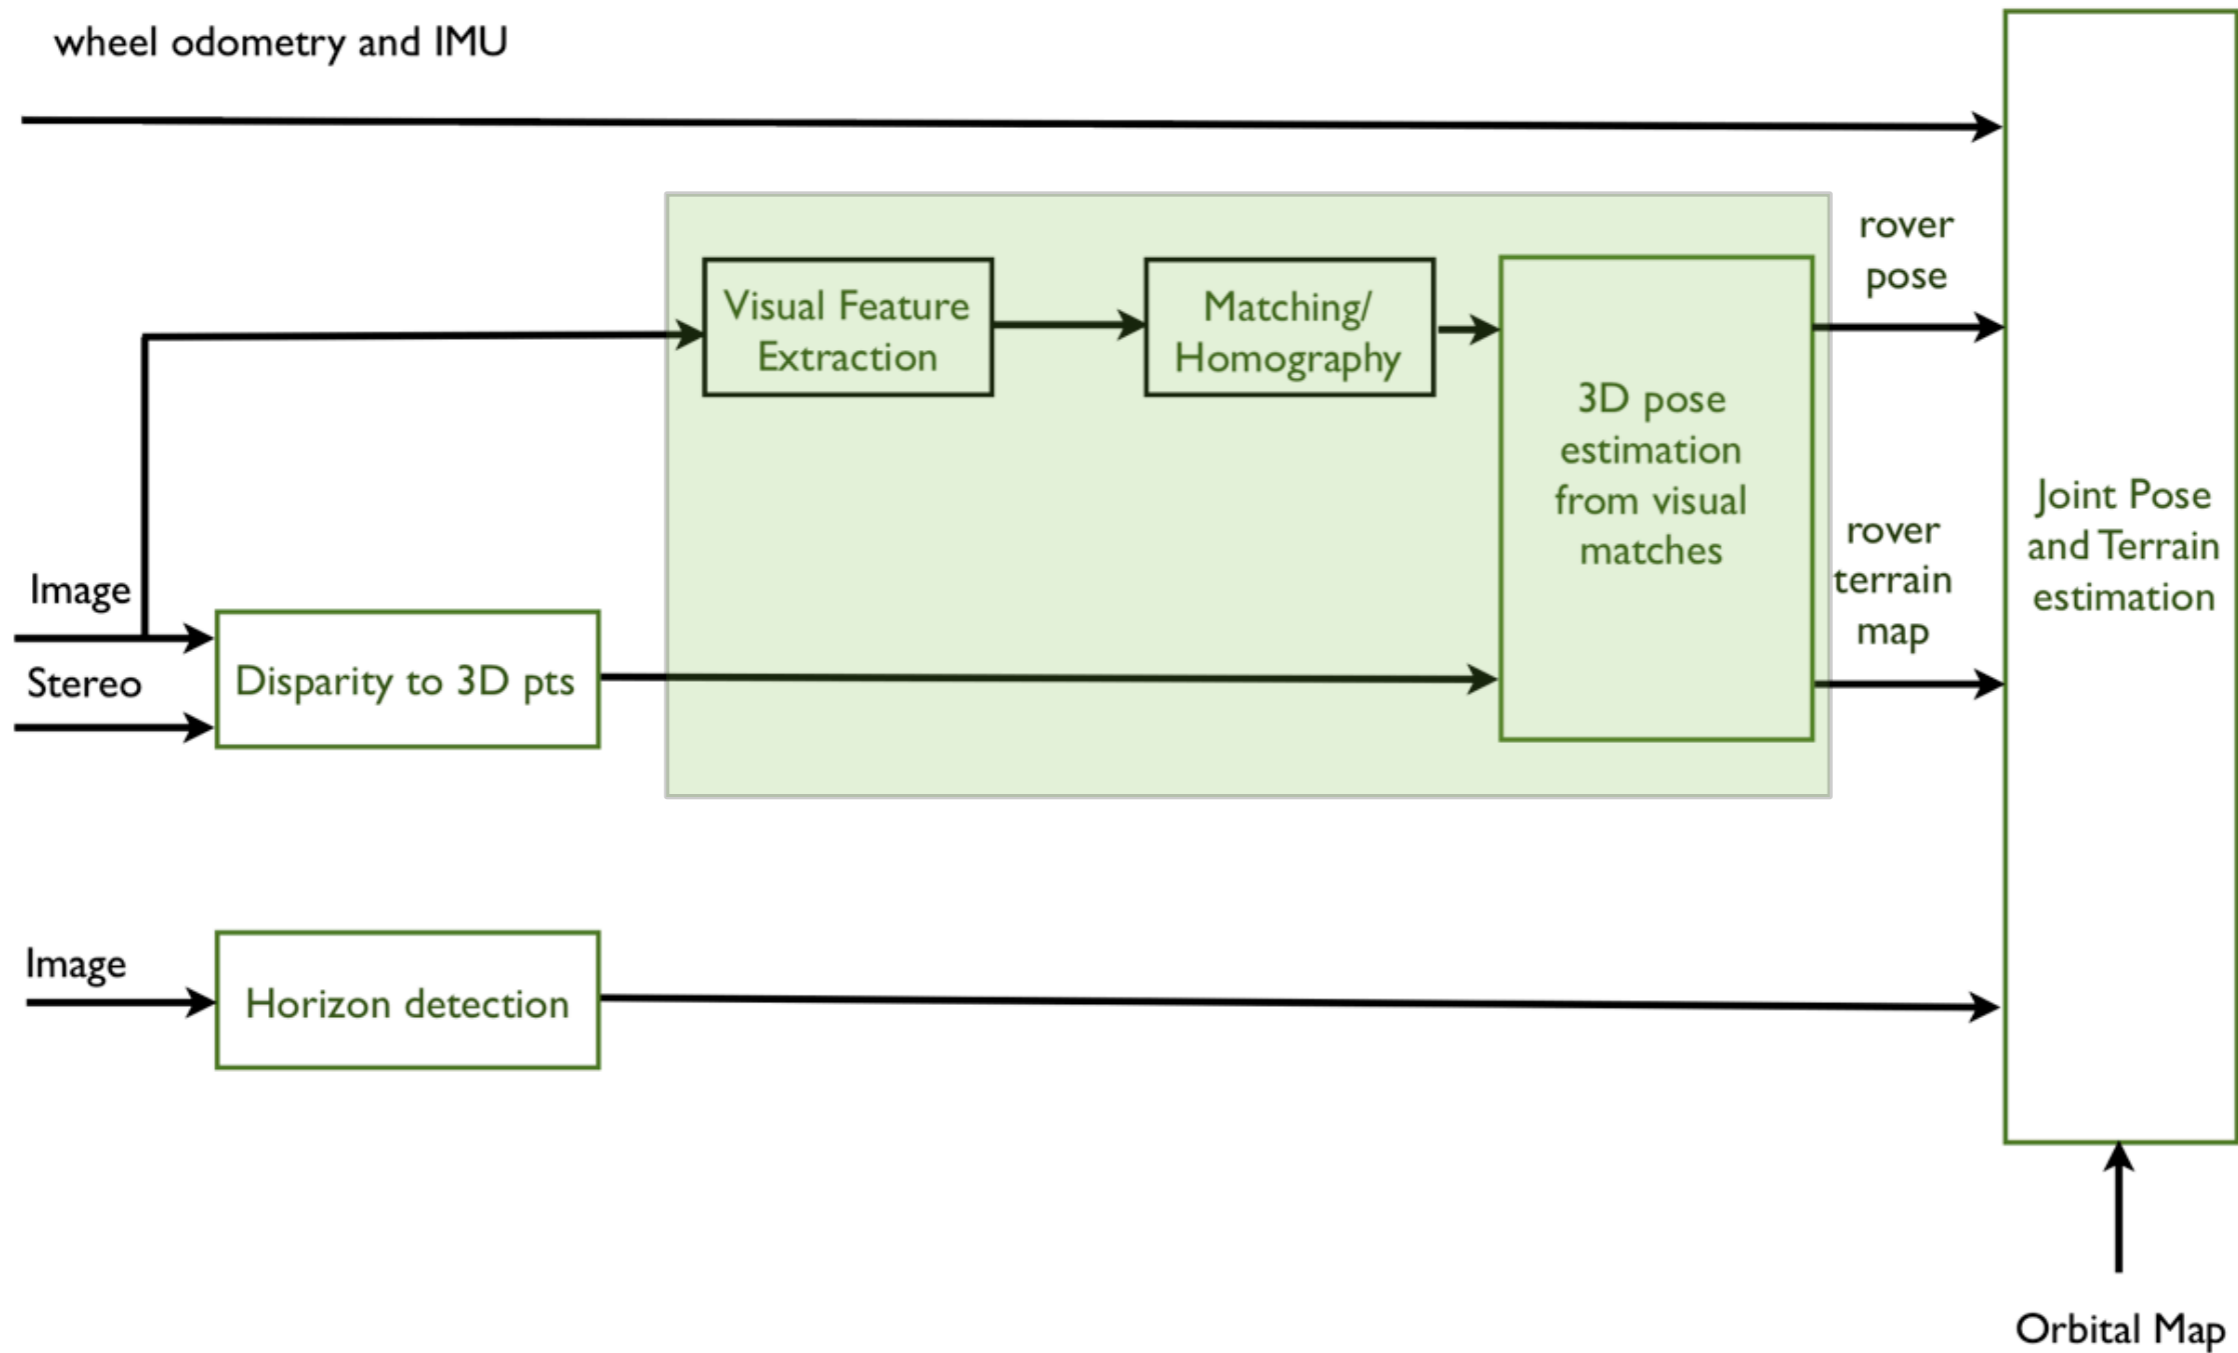 wheel odometry and IMU
rover
pose
Visual Feature
Extraction
Matching/
Homography
3D pose
estimation
from visual
matches
rover
terrain
map
Joint Pose
and Terrain
estimation
Image
Stereo
Disparity to 3D pts
Image
Horizon detection
Orbital Map